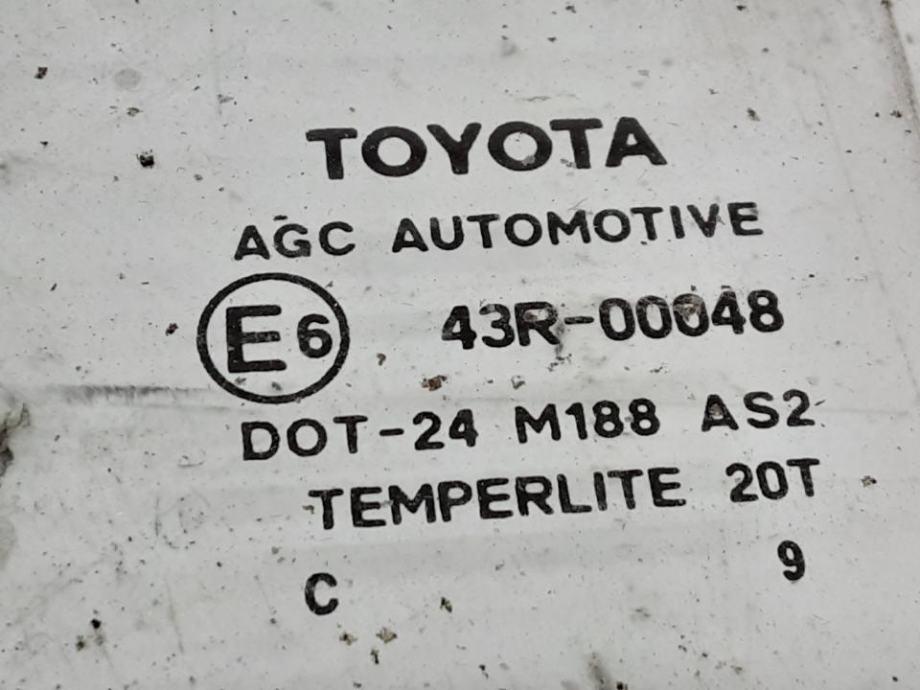 TOYOTA
AGC AUTOMOTIVE
E6 43R-00048
DOT-24 M188 AS2
TEMPERLITE 20T
C 9